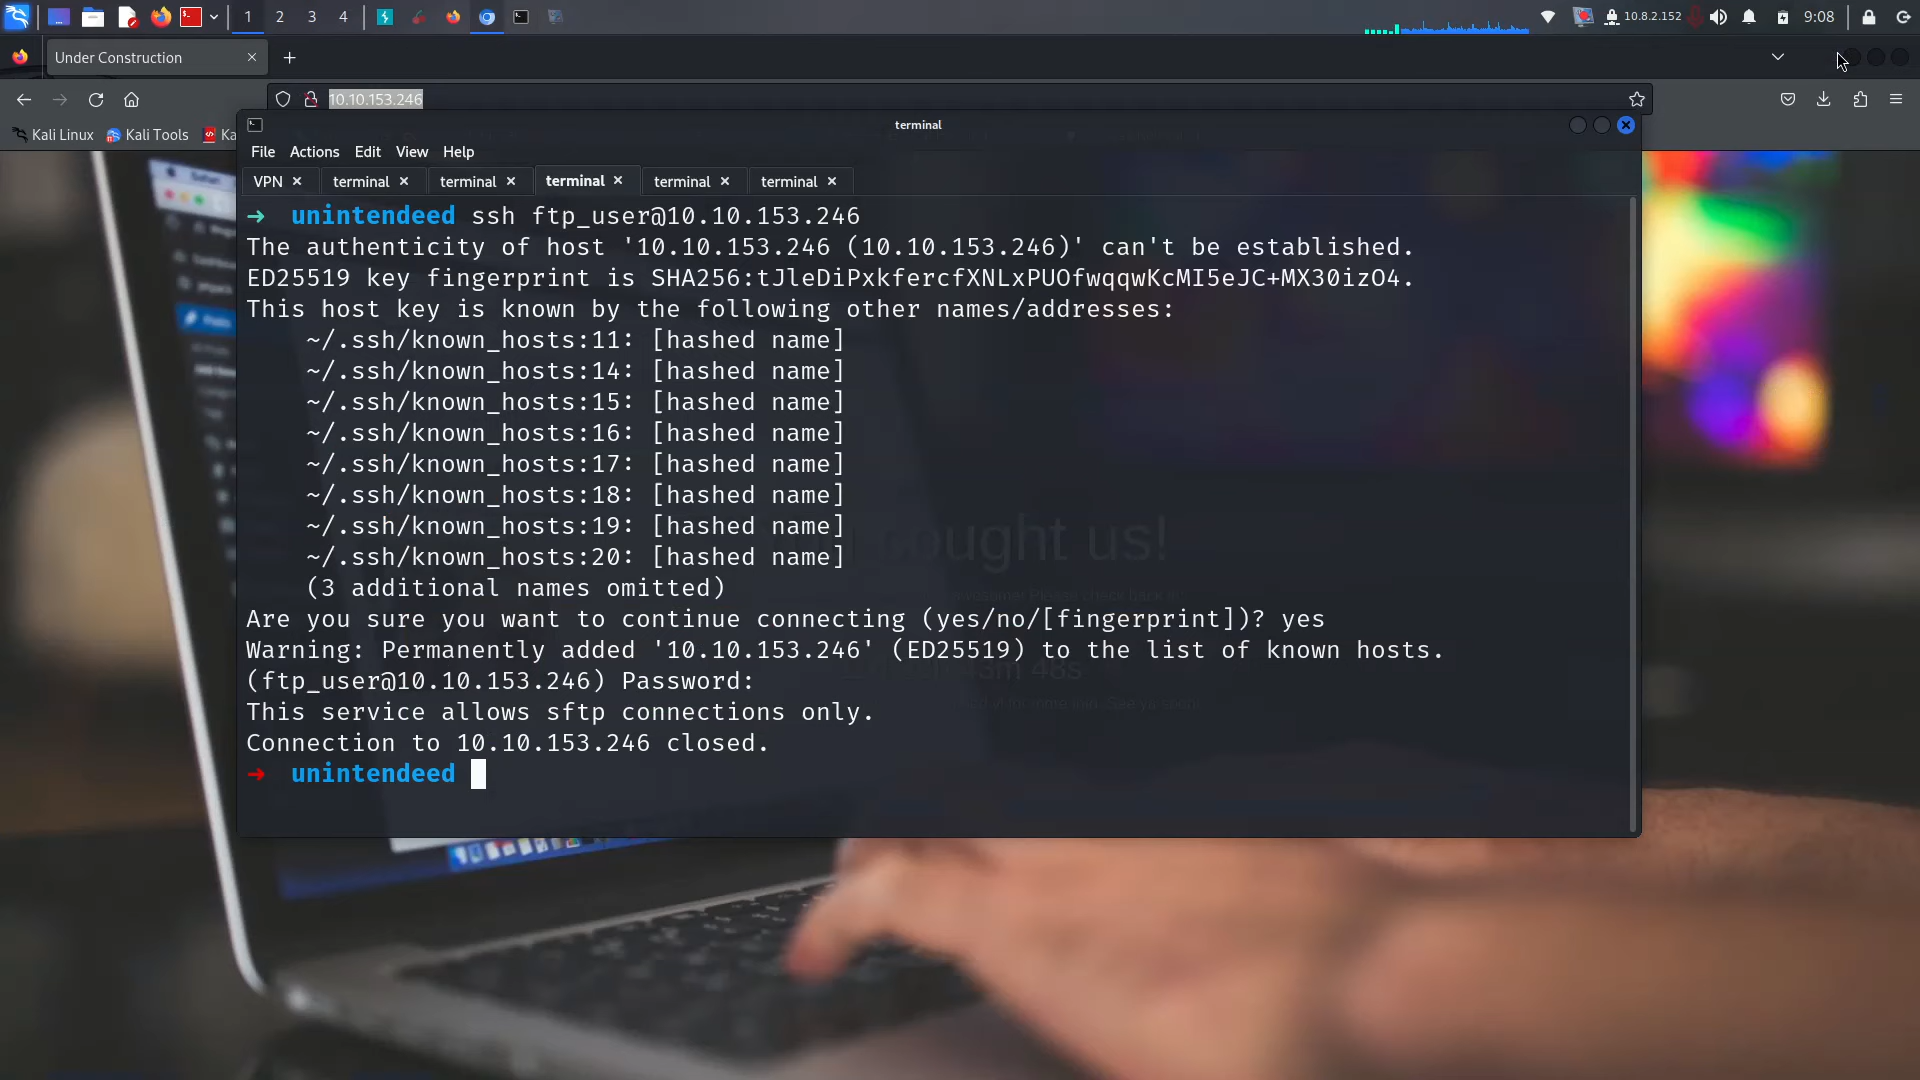 1 2 3 4
10.8.2.152
9:08
Under Construction
10.10.153.246
Kali Linux
Kali Tools
Ka
terminal
File Actions Edit View Help
VPN terminal terminal terminal terminal terminal
➜ unintendeed ssh ftp_user@10.10.153.246
The authenticity of host '10.10.153.246 (10.10.153.246)' can't be established.
ED25519 key fingerprint is SHA256:tJleDiPxkfercfXNLxPUOfwqqwKcMI5eJC+MX30izO4.
This host key is known by the following other names/addresses:
~/.ssh/known_hosts:11: [hashed name]
~/.ssh/known_hosts:14: [hashed name]
~/.ssh/known_hosts:15: [hashed name]
~/.ssh/known_hosts:16: [hashed name]
~/.ssh/known_hosts:17: [hashed name]
~/.ssh/known_hosts:18: [hashed name]
~/.ssh/known_hosts:19: [hashed name]
~/.ssh/known_hosts:20: [hashed name]
(3 additional names omitted)
Are you sure you want to continue connecting (yes/no/[fingerprint])? yes
Warning: Permanently added '10.10.153.246' (ED25519) to the list of known hosts.
(ftp_user@10.10.153.246) Password:
This service allows sftp connections only.
Connection to 10.10.153.246 closed.
➜ unintendeed
us!
48s